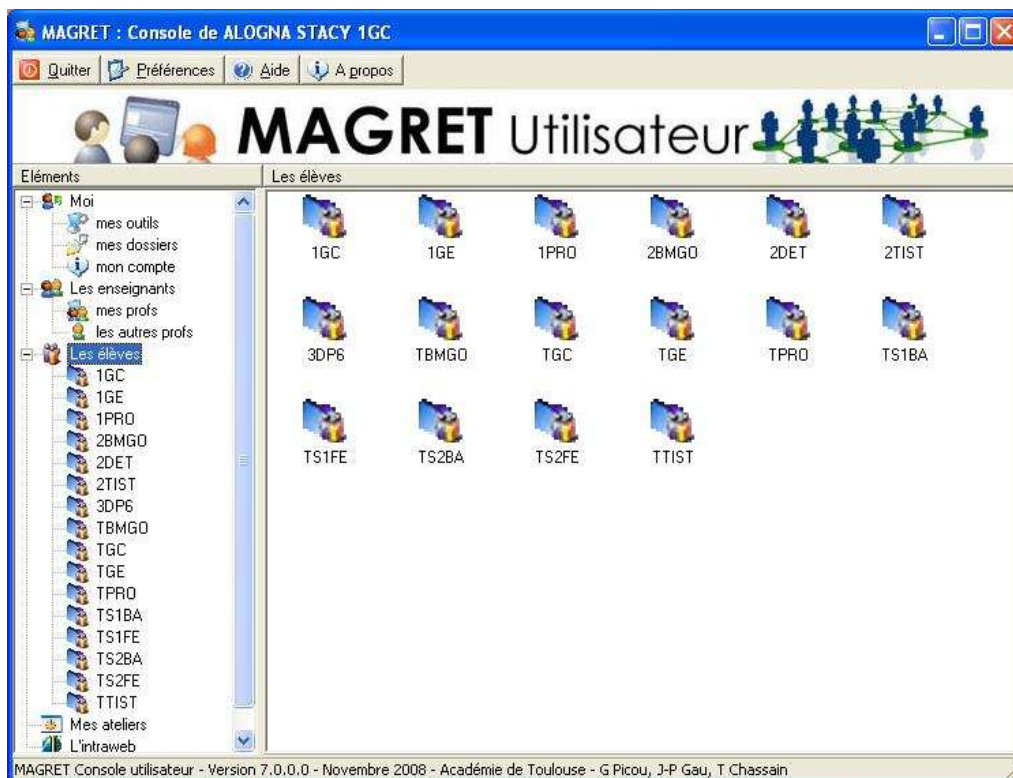 MAGRET : Console de ALOGNA STACY 1GC
Quitter Préférences Aide A propos
MAGRET Utilisateur
Eléments
Moi
mes outils
mes dossiers
mon compte
Les enseignants
mes profs
les autres profs
Les élèves
1GC
1GE
1PRO
2BMGO
2DET
2TIST
3DP6
TBMGO
TGC
TGE
TPRO
TS1BA
TS1FE
TS2BA
TS2FE
TTIST
Mes ateliers
L'intraweb
Les élèves
1GC 1GE 1PRO 2BMGO 2DET 2TIST
3DP6 TBMGO TGC TGE TPRO TS1BA
TS1FE TS2BA TS2FE TTIST
MAGRET Console utilisateur - Version 7.0.0.0 - Novembre 2008 - Académie de Toulouse - G Picou, J-P Gau, T Chassain